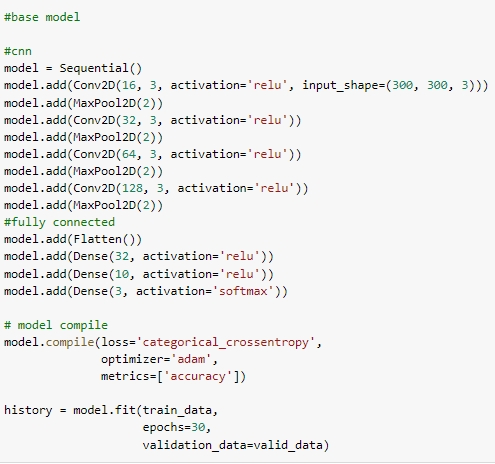 #base model
#cnn
model = Sequential()
model.add(Conv2D(16, 3, activation='relu', input_shape=(300, 300, 3)))
model.add(MaxPool2D(2))
model.add(Conv2D(32, 3, activation='relu'))
model.add(MaxPool2D(2))
model.add(Conv2D(64, 3, activation='relu'))
model.add(MaxPool2D(2))
model.add(Conv2D(128, 3, activation='relu'))
model.add(MaxPool2D(2))
#fully connected
model.add(Flatten())
model.add(Dense(32, activation='relu'))
model.add(Dense(10, activation='relu'))
model.add(Dense(3, activation='softmax'))
# model compile
model.compile(loss='categorical_crossentropy',
optimizer='adam',
metrics=['accuracy'])
history = model.fit(train_data,
epochs=30,
validation_data=valid_data)